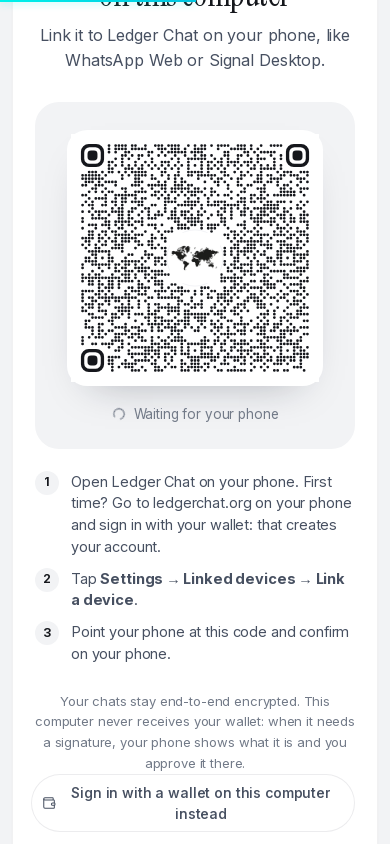 on this computer
Link it to Ledger Chat on your phone, like
WhatsApp Web or Signal Desktop.
Waiting for your phone
1 Open Ledger Chat on your phone. First
time? Go to ledgerchat.org on your phone
and sign in with your wallet: that creates
your account.
2 Tap Settings → Linked devices → Link
a device.
3 Point your phone at this code and confirm
on your phone.
Your chats stay end-to-end encrypted. This
computer never receives your wallet: when it needs
a signature, your phone shows what it is and you
approve it there.
Sign in with a wallet on this computer
instead